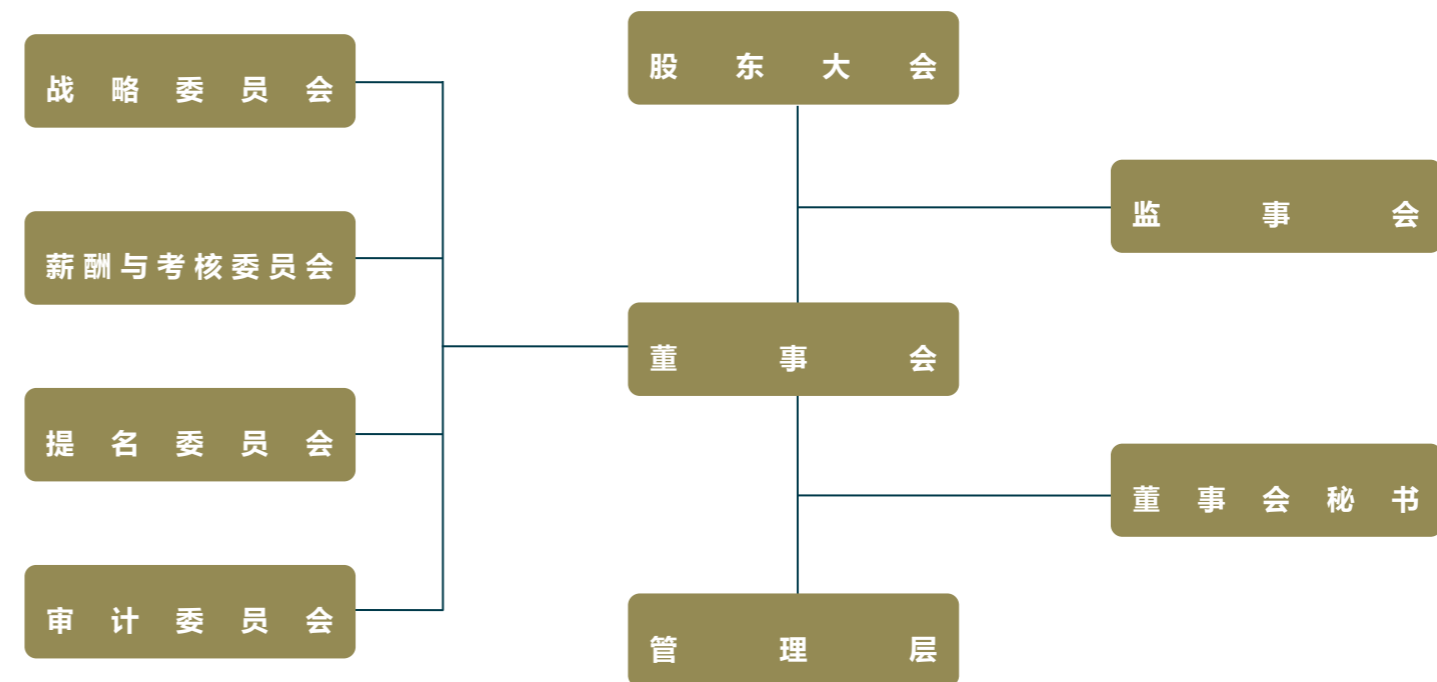 股东大会
战略委员会
监事会
薪酬与考核委员会
董事会
提名委员会
董事会秘书
审计委员会
管理层